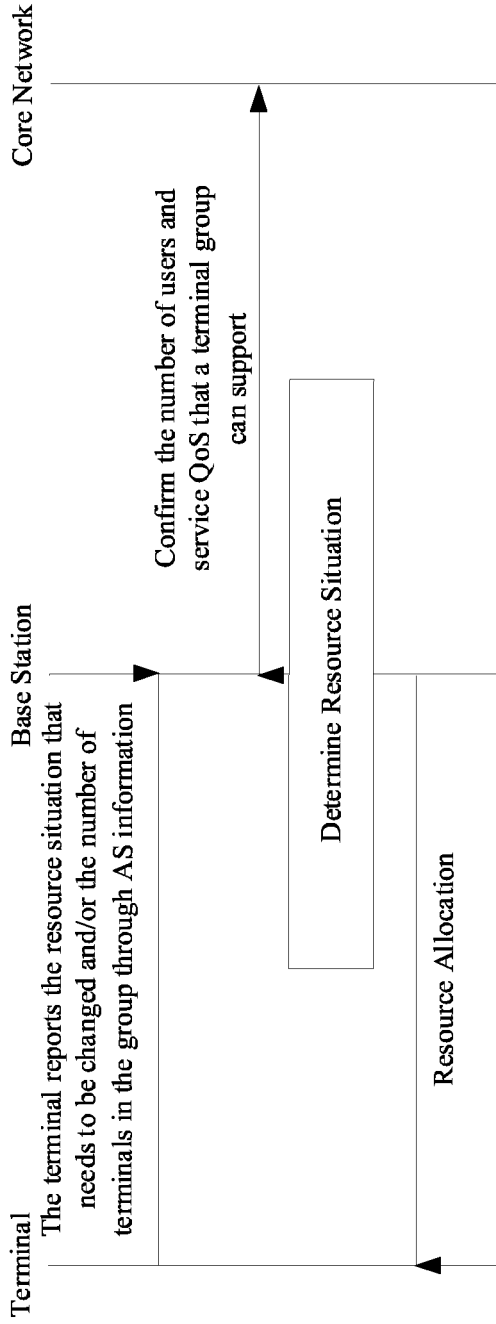 Terminal
Base Station
Core Network
The terminal reports the resource situation that
needs to be changed and/or the number of
terminals in the group through AS information
Confirm the number of users and
service QoS that a terminal group
can support
Determine Resource Situation
Resource Allocation